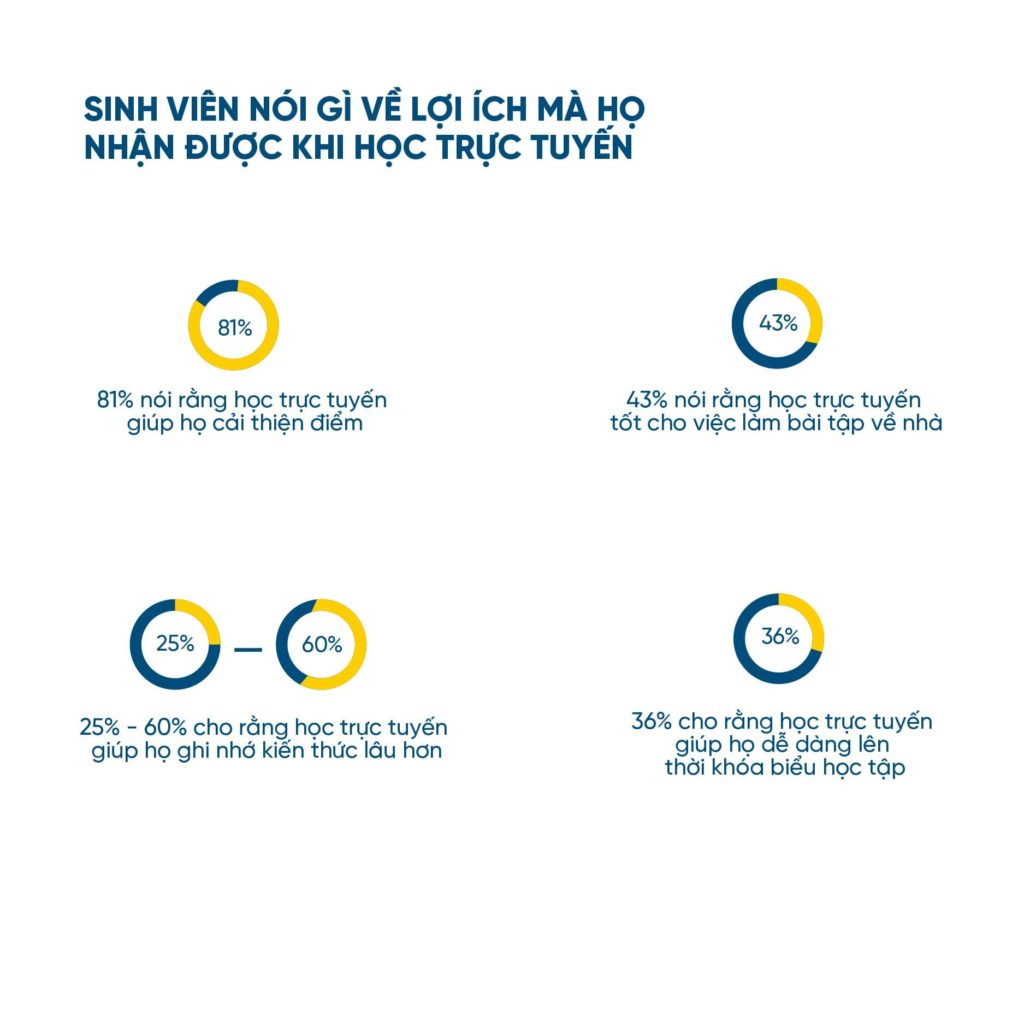 SINH VIÊN NÓI GÌ VỀ LỢI ÍCH MÀ HỌ
NHẬN ĐƯỢC KHI HỌC TRỰC TUYẾN
81%
81% nói rằng học trực tuyến
giúp họ cải thiện điểm
43%
43% nói rằng học trực tuyến
tốt cho việc làm bài tập về nhà
25% – 60%
25% - 60% cho rằng học trực tuyến
giúp họ ghi nhớ kiến thức lâu hơn
36%
36% cho rằng học trực tuyến
giúp họ dễ dàng lên
thời khóa biểu học tập